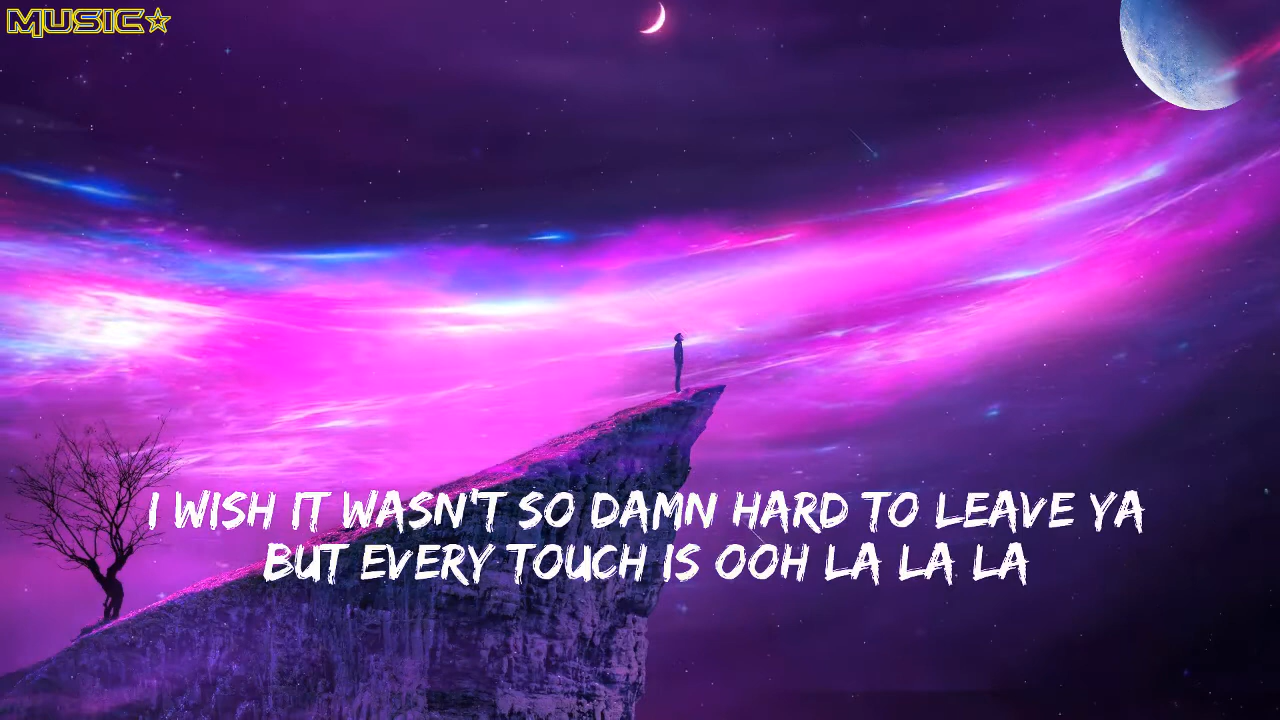 MUSIC☆
I WISH IT WASN'T SO DAMN HARD TO LEAVE YA
BUT EVERY TOUCH IS OOH LA LA LA